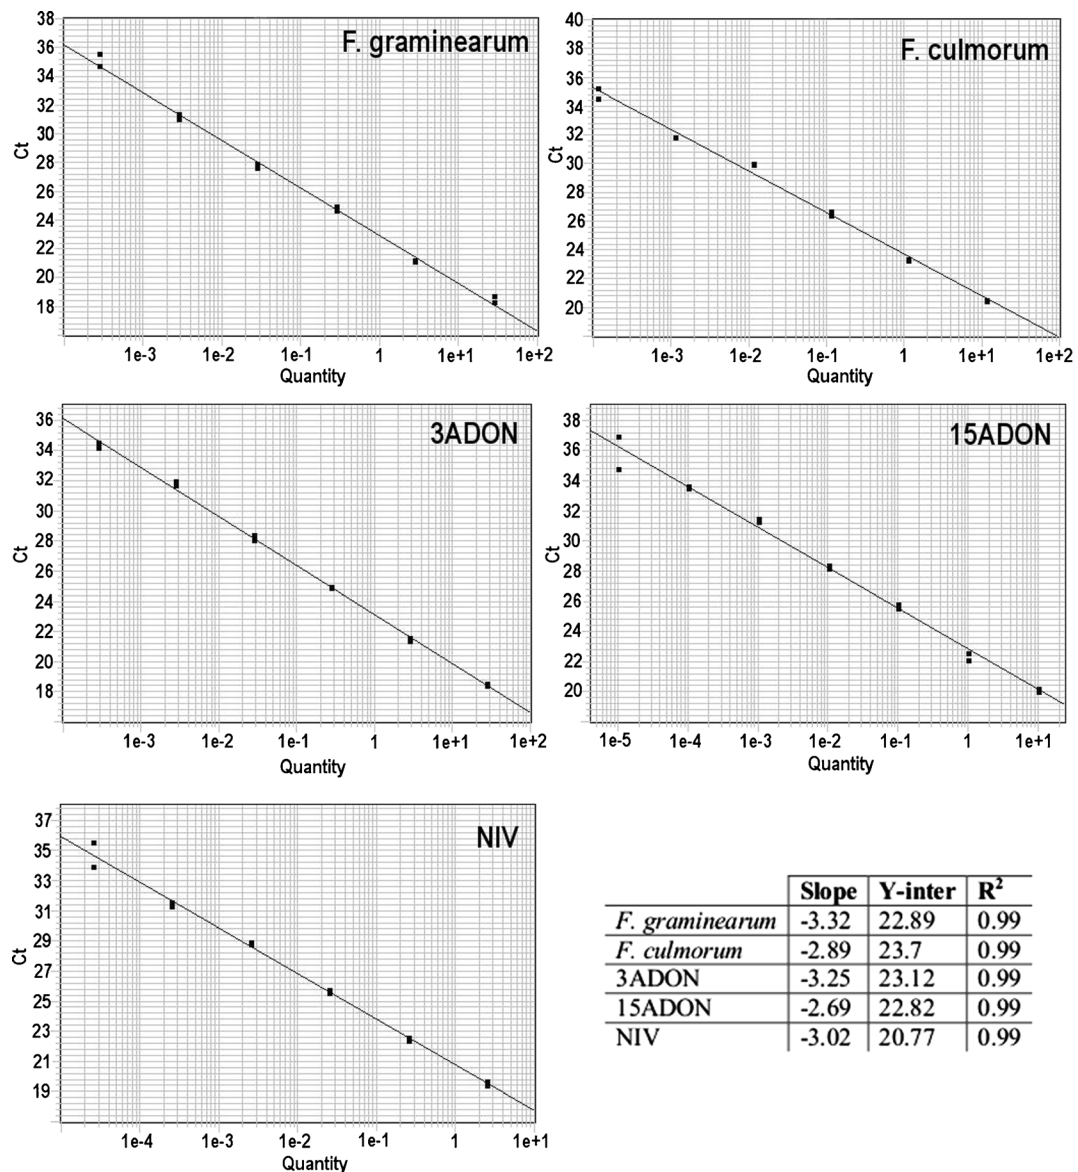 F. graminearum
38
36
34
32
30
28
26
24
22
20
18
Ct
1e-3 1e-2 1e-1 1 1e+1 1e+2
Quantity
F. culmorum
40
38
36
34
32
30
28
26
24
22
20
Ct
1e-3 1e-2 1e-1 1 1e+1 1e+2
Quantity
3ADON
36
34
32
30
28
26
24
22
20
18
Ct
1e-3 1e-2 1e-1 1 1e+1 1e+2
Quantity
15ADON
38
36
34
32
30
28
26
24
22
20
Ct
1e-5 1e-4 1e-3 1e-2 1e-1 1 1e+1
Quantity
NIV
37
35
33
31
29
27
25
23
21
19
Ct
1e-4 1e-3 1e-2 1e-1 1 1e+1
Quantity
Slope Y-inter R²
F. graminearum -3.32 22.89 0.99
F. culmorum -2.89 23.7 0.99
3ADON -3.25 23.12 0.99
15ADON -2.69 22.82 0.99
NIV -3.02 20.77 0.99